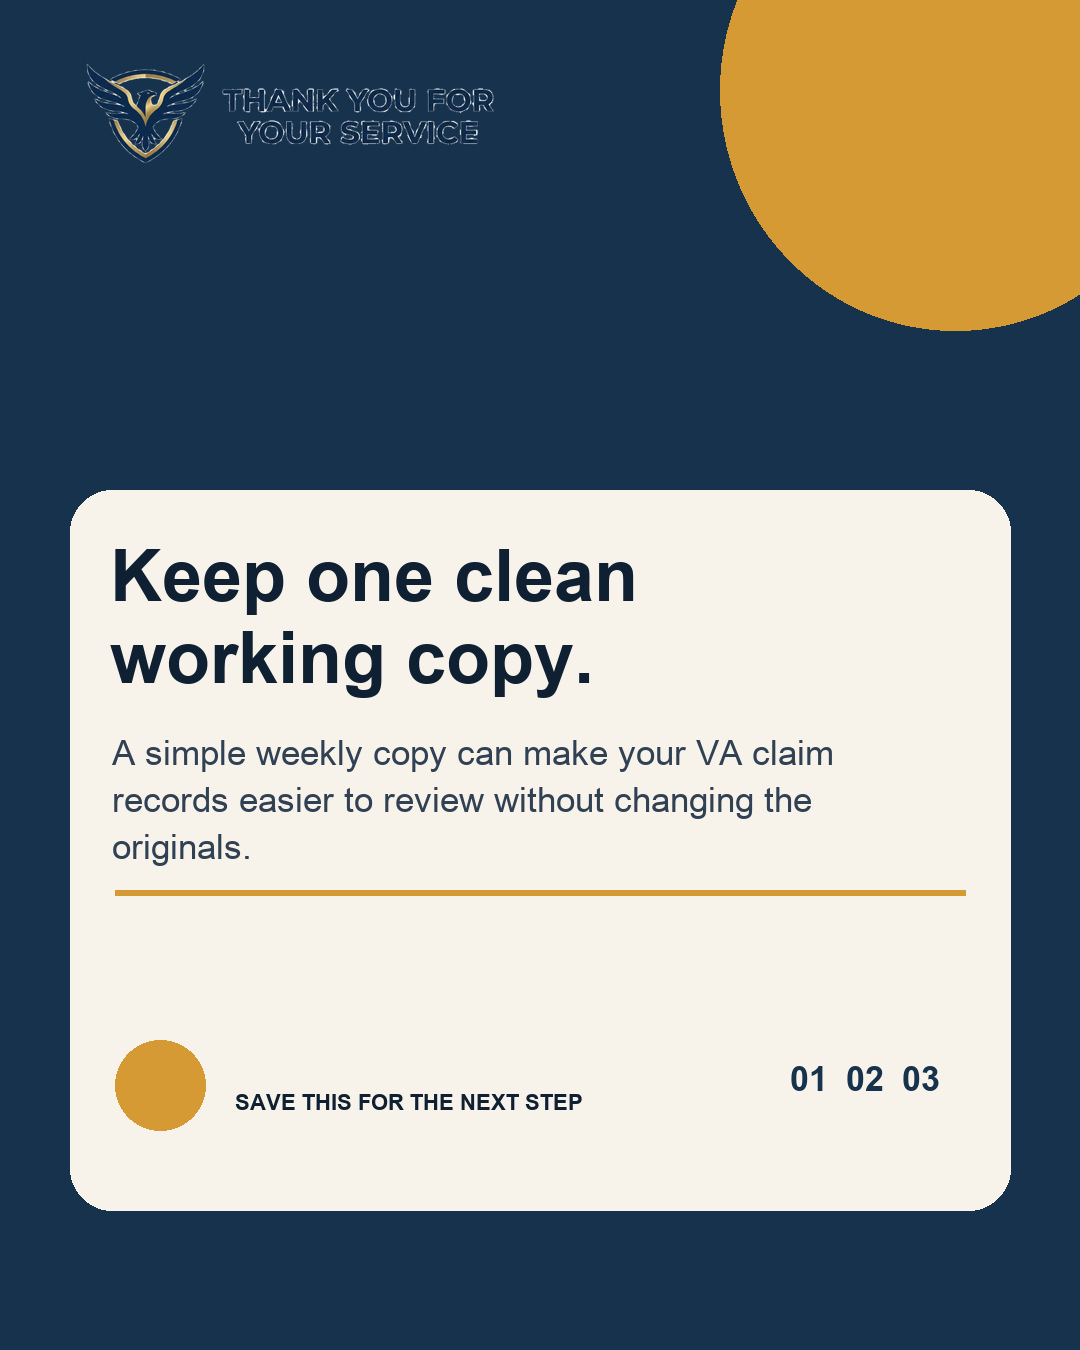 THANK YOU FOR
YOUR SERVICE
Keep one clean
working copy.
A simple weekly copy can make your VA claim
records easier to review without changing the
originals.
SAVE THIS FOR THE NEXT STEP
01 02 03